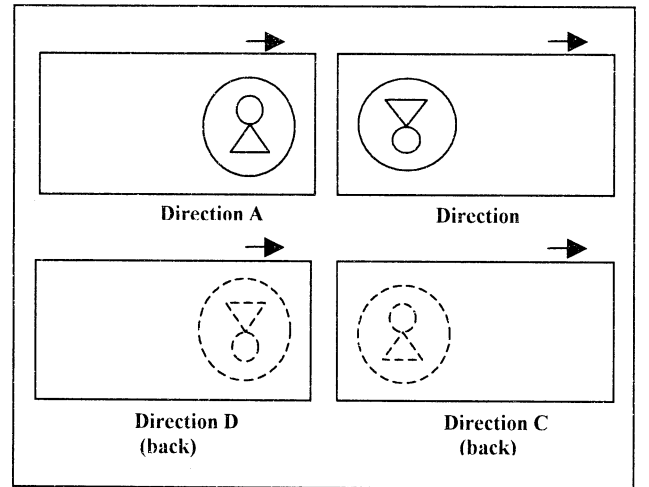 Direction A
Direction
Direction D
(back)
Direction C
(back)